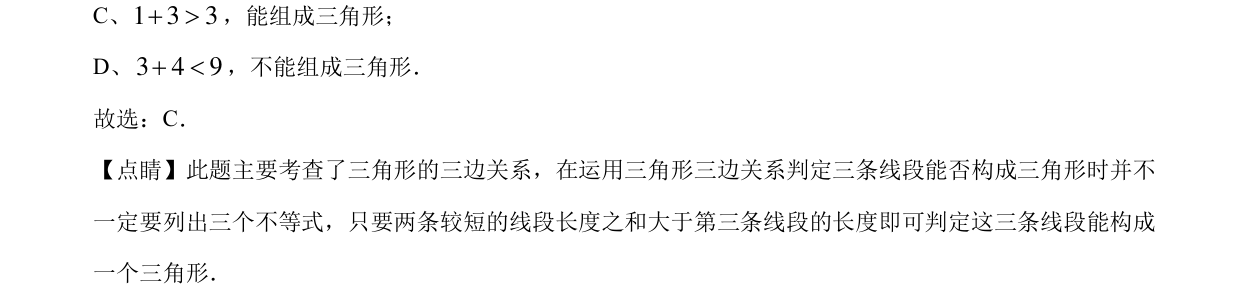 C、1+3>3，能组成三角形；
D、3+4<9，不能组成三角形．
故选：C．
【点睛】此题主要考查了三角形的三边关系，在运用三角形三边关系判定三条线段能否构成三角形时并不
一定要列出三个不等式，只要两条较短的线段长度之和大于第三条线段的长度即可判定这三条线段能构成
一个三角形．